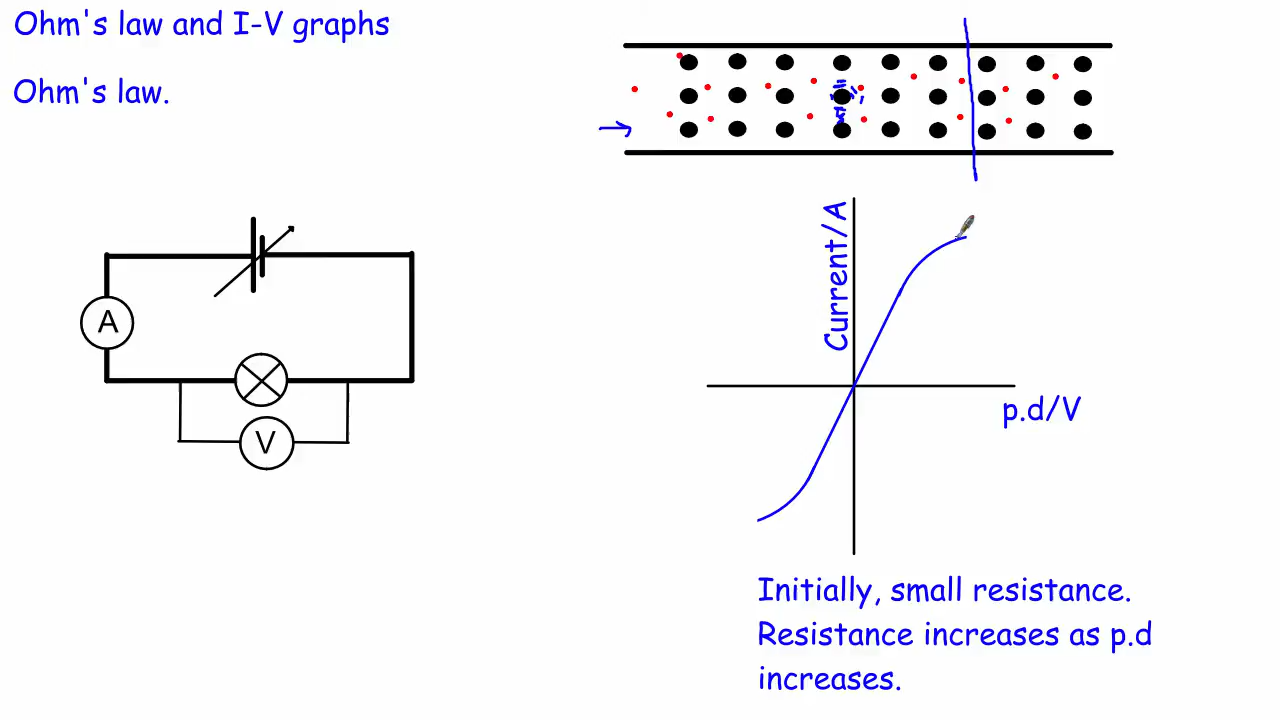 Ohm's law and I-V graphs
Ohm's law.
A
V
Current/A
p.d/V
Initially, small resistance.
Resistance increases as p.d
increases.